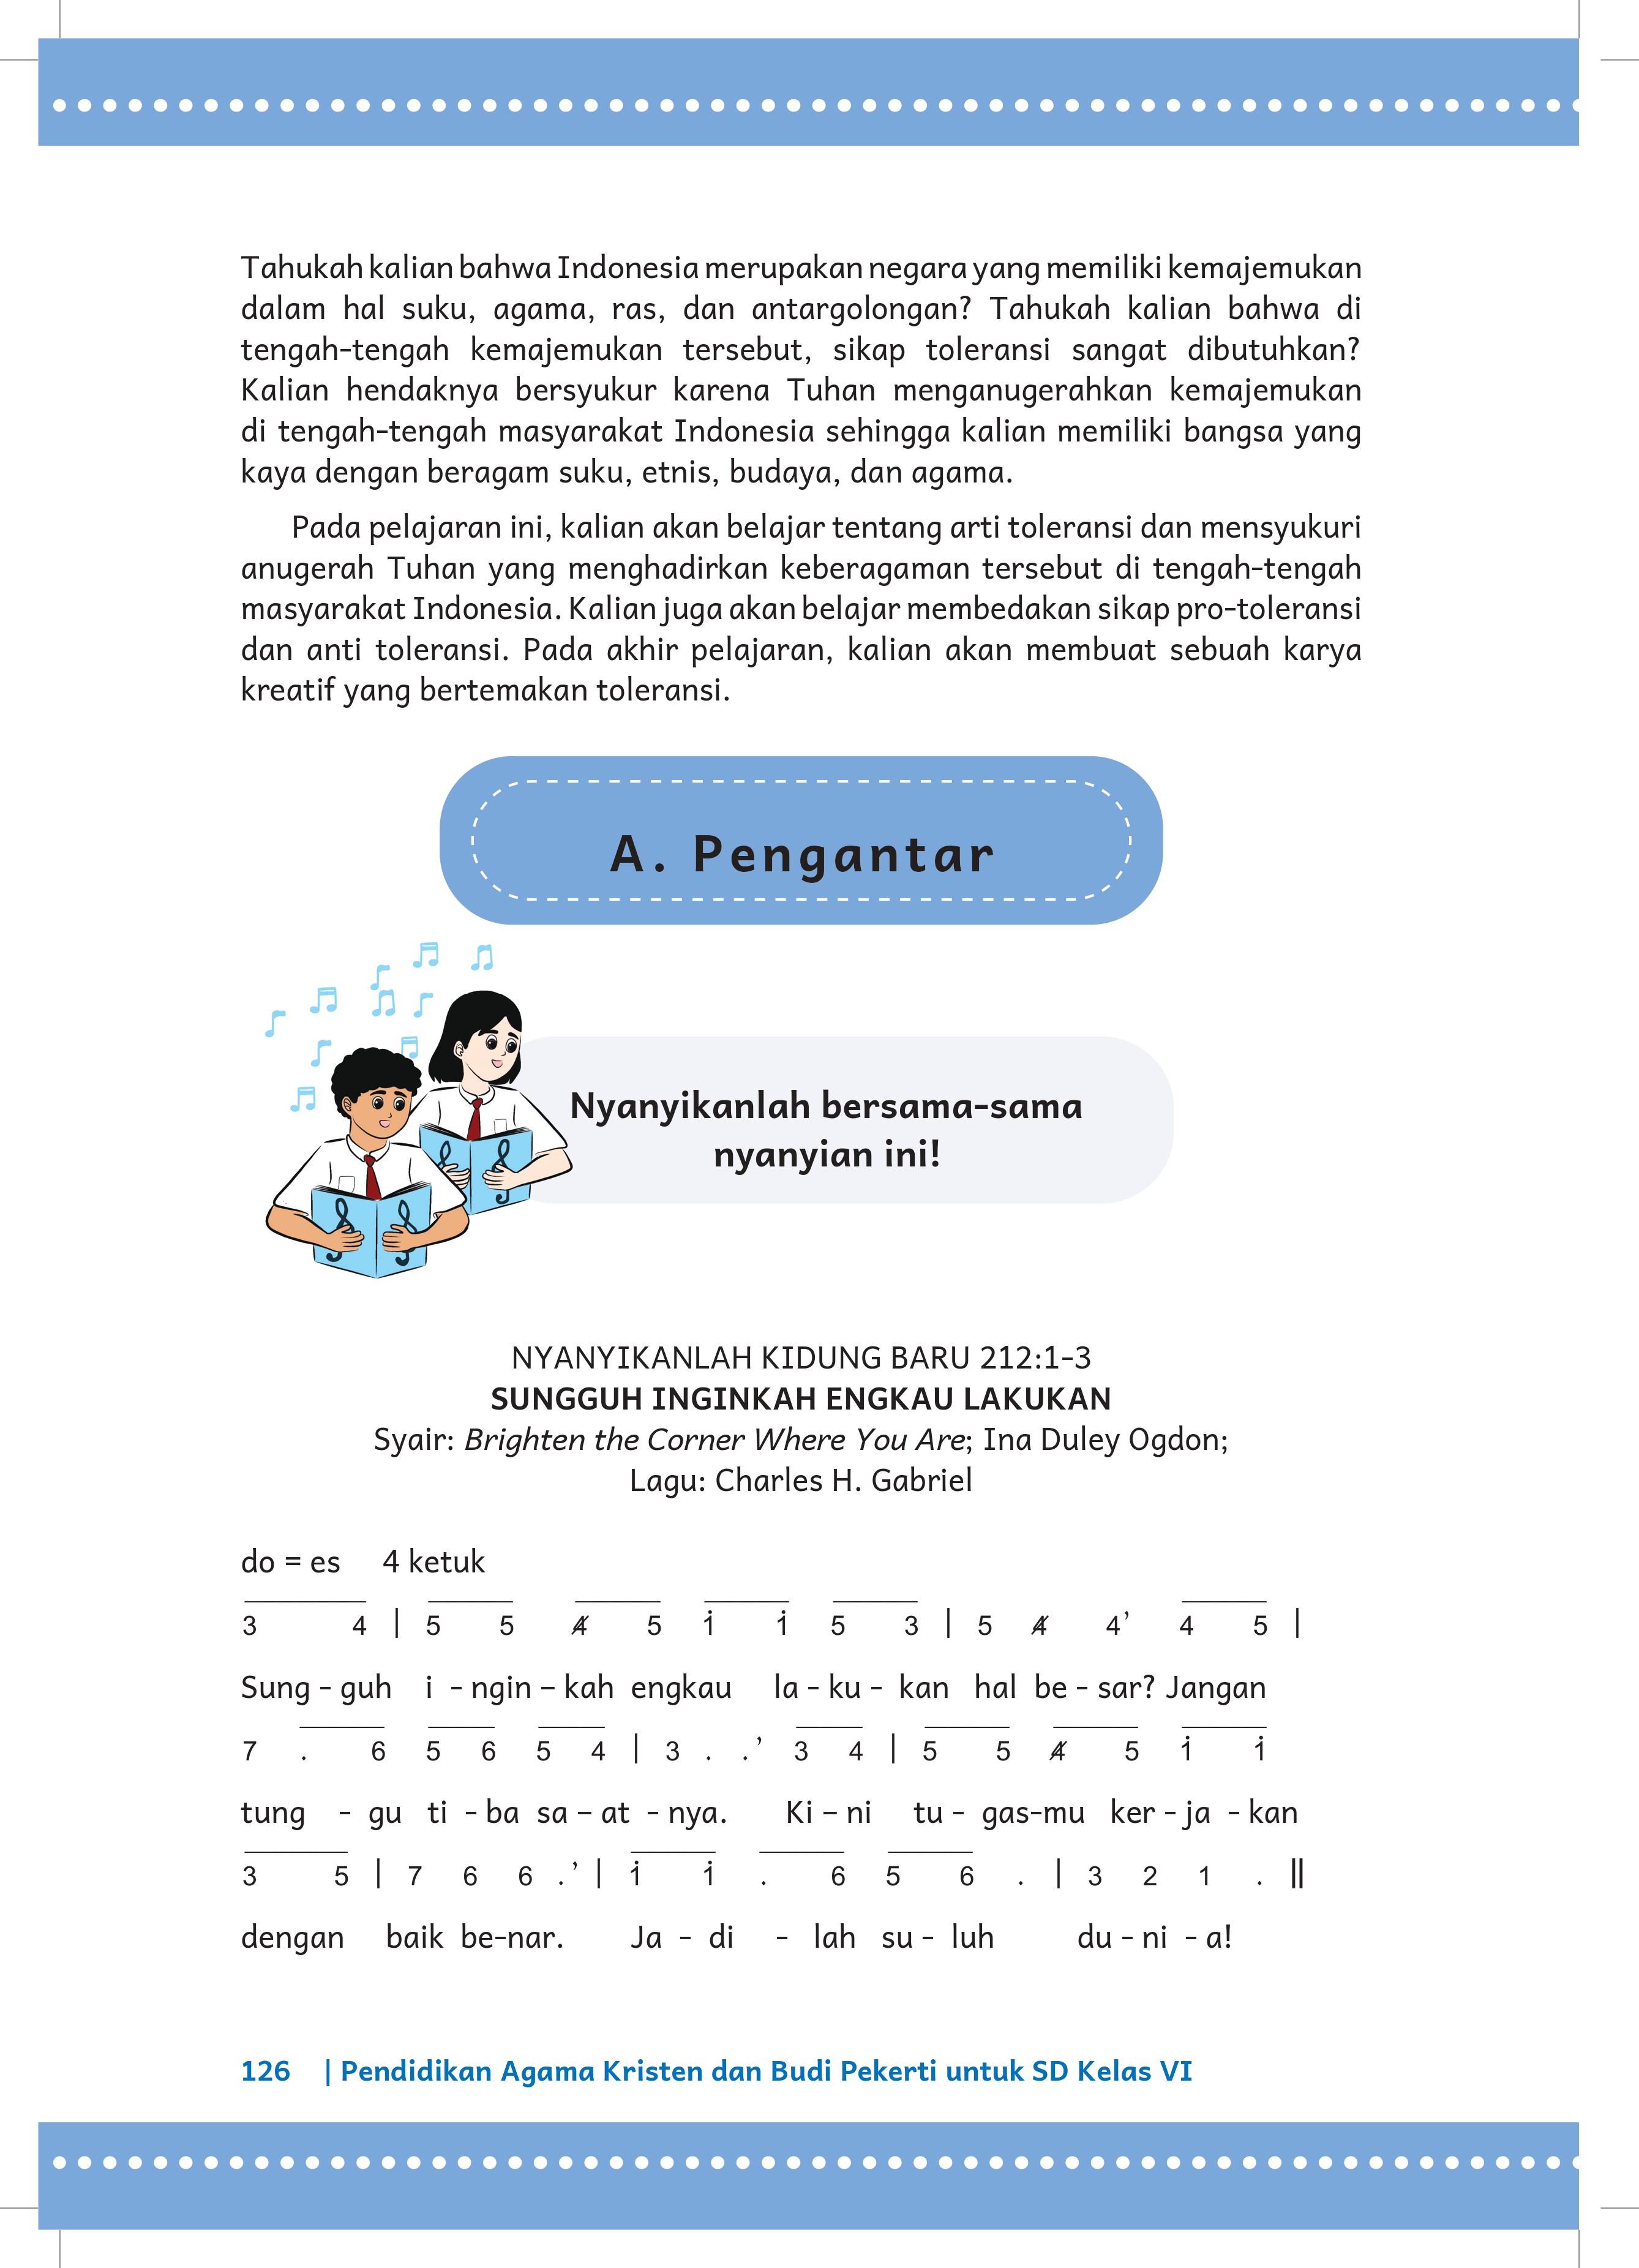 Tahukah kalian bahwa Indonesia merupakan negara yang memiliki kemajemukan
dalam hal suku, agama, ras, dan antargolongan? Tahukah kalian bahwa di
tengah-tengah kemajemukan tersebut, sikap toleransi sangat dibutuhkan?
Kalian hendaknya bersyukur karena Tuhan menganugerahkan kemajemukan
di tengah-tengah masyarakat Indonesia sehingga kalian memiliki bangsa yang
kaya dengan beragam suku, etnis, budaya, dan agama.
Pada pelajaran ini, kalian akan belajar tentang arti toleransi dan mensyukuri
anugerah Tuhan yang menghadirkan keberagaman tersebut di tengah-tengah
masyarakat Indonesia. Kalian juga akan belajar membedakan sikap pro-toleransi
dan anti toleransi. Pada akhir pelajaran, kalian akan membuat sebuah karya
kreatif yang bertemakan toleransi.
A. Pengantar
Nyanyikanlah bersama-sama
nyanyian ini!
NYANYIKANLAH KIDUNG BARU 212:1-3
SUNGGUH INGINKAH ENGKAU LAKUKAN
Syair: Brighten the Corner Where You Are; Ina Duley Ogdon;
Lagu: Charles H. Gabriel
do = es 4 ketuk
3 4 | 5 5 4̸ 5 1̇ 1̇ 5 3 | 5 4̸ 4’ 4 5 |
Sung - guh i - ngin – kah engkau la – ku - kan hal be - sar? Jangan
7 . 6 5 6 5 4 | 3 . .’ 3 4 | 5 5 4̸ 5 1̇ 1̇
tung - gu ti - ba sa – at - nya. Ki – ni tu - gas-mu ker - ja - kan
3 5 | 7 6 6 .’ | 1̇ 1̇ . 6 5 6 . | 3 2 1 . ||
dengan baik be-nar. Ja - di - lah su - luh du - ni - a!
126 | Pendidikan Agama Kristen dan Budi Pekerti untuk SD Kelas VI